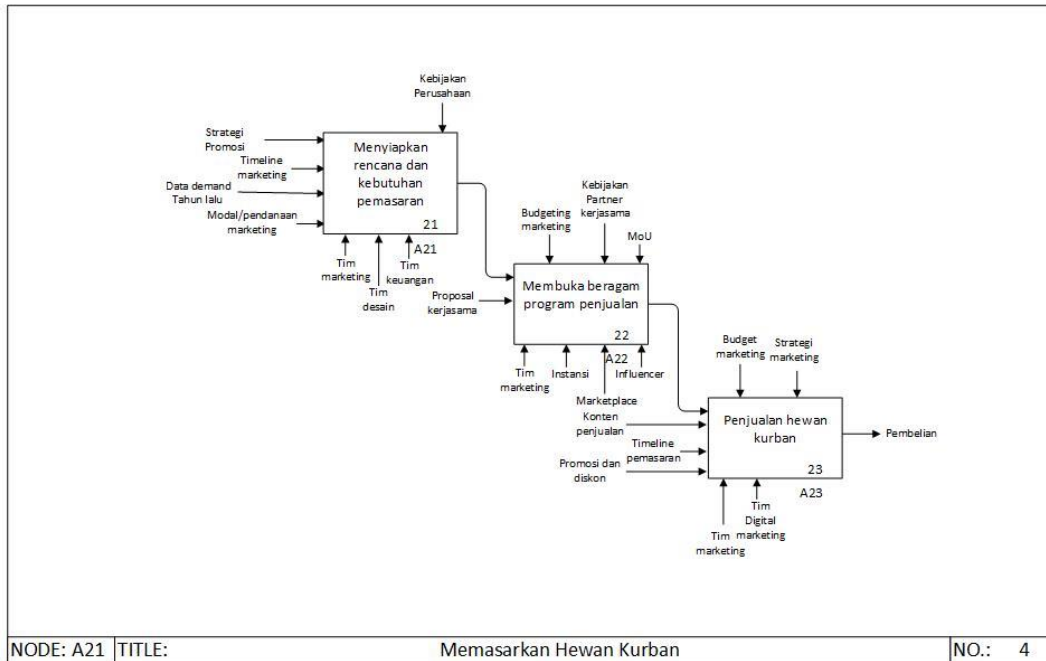 Kebijakan
Perusahaan
Strategi
Promosi
Timeline
marketing
Data demand
Tahun lalu
Modal/pendanaan
marketing
Menyiapkan
rencana dan
kebutuhan
pemasaran
21
A21
Tim
marketing
Tim
desain
Tim
keuangan
Budgeting
marketing
Kebijakan
Partner
kerjasama
MoU
Proposal
kerjasama
Membuka beragam
program penjualan
22
A22
Tim
marketing
Instansi
Marketplace
Influencer
Budget
marketing
Strategi
marketing
Konten
penjualan
Timeline
pemasaran
Promosi dan
diskon
Penjualan hewan
kurban
23
A23
Pembelian
Tim
marketing
Tim
Digital
marketing
NODE: A21 TITLE: Memasarkan Hewan Kurban NO.: 4